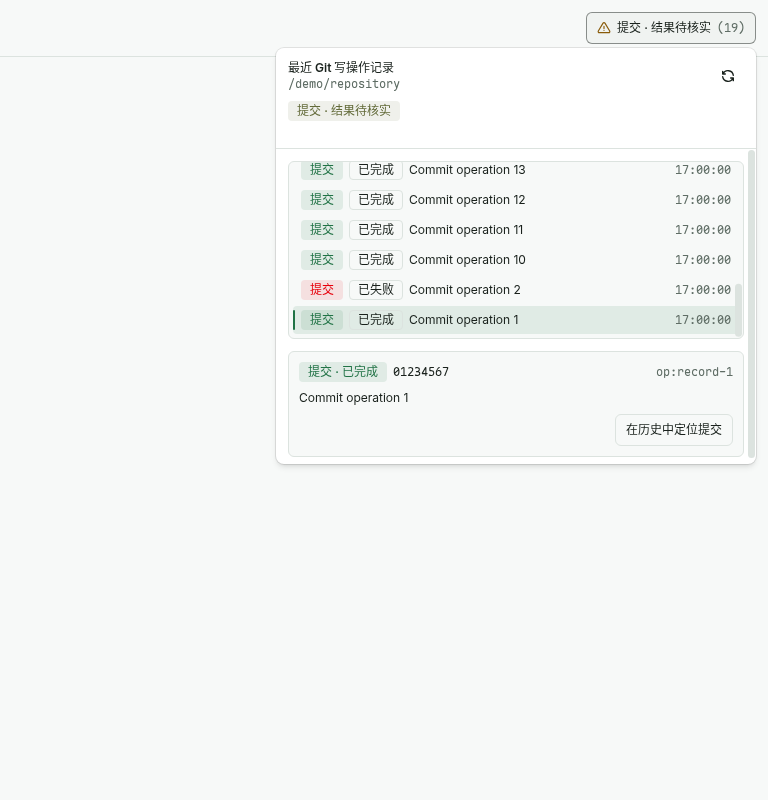 提交 · 结果待核实 (19)
最近 Git 写操作记录
/demo/repository
提交 · 结果待核实
提交 已完成 Commit operation 13 17:00:00
提交 已完成 Commit operation 12 17:00:00
提交 已完成 Commit operation 11 17:00:00
提交 已完成 Commit operation 10 17:00:00
提交 已失败 Commit operation 2 17:00:00
提交 已完成 Commit operation 1 17:00:00
提交 · 已完成 01234567 op:record-1
Commit operation 1
在历史中定位提交